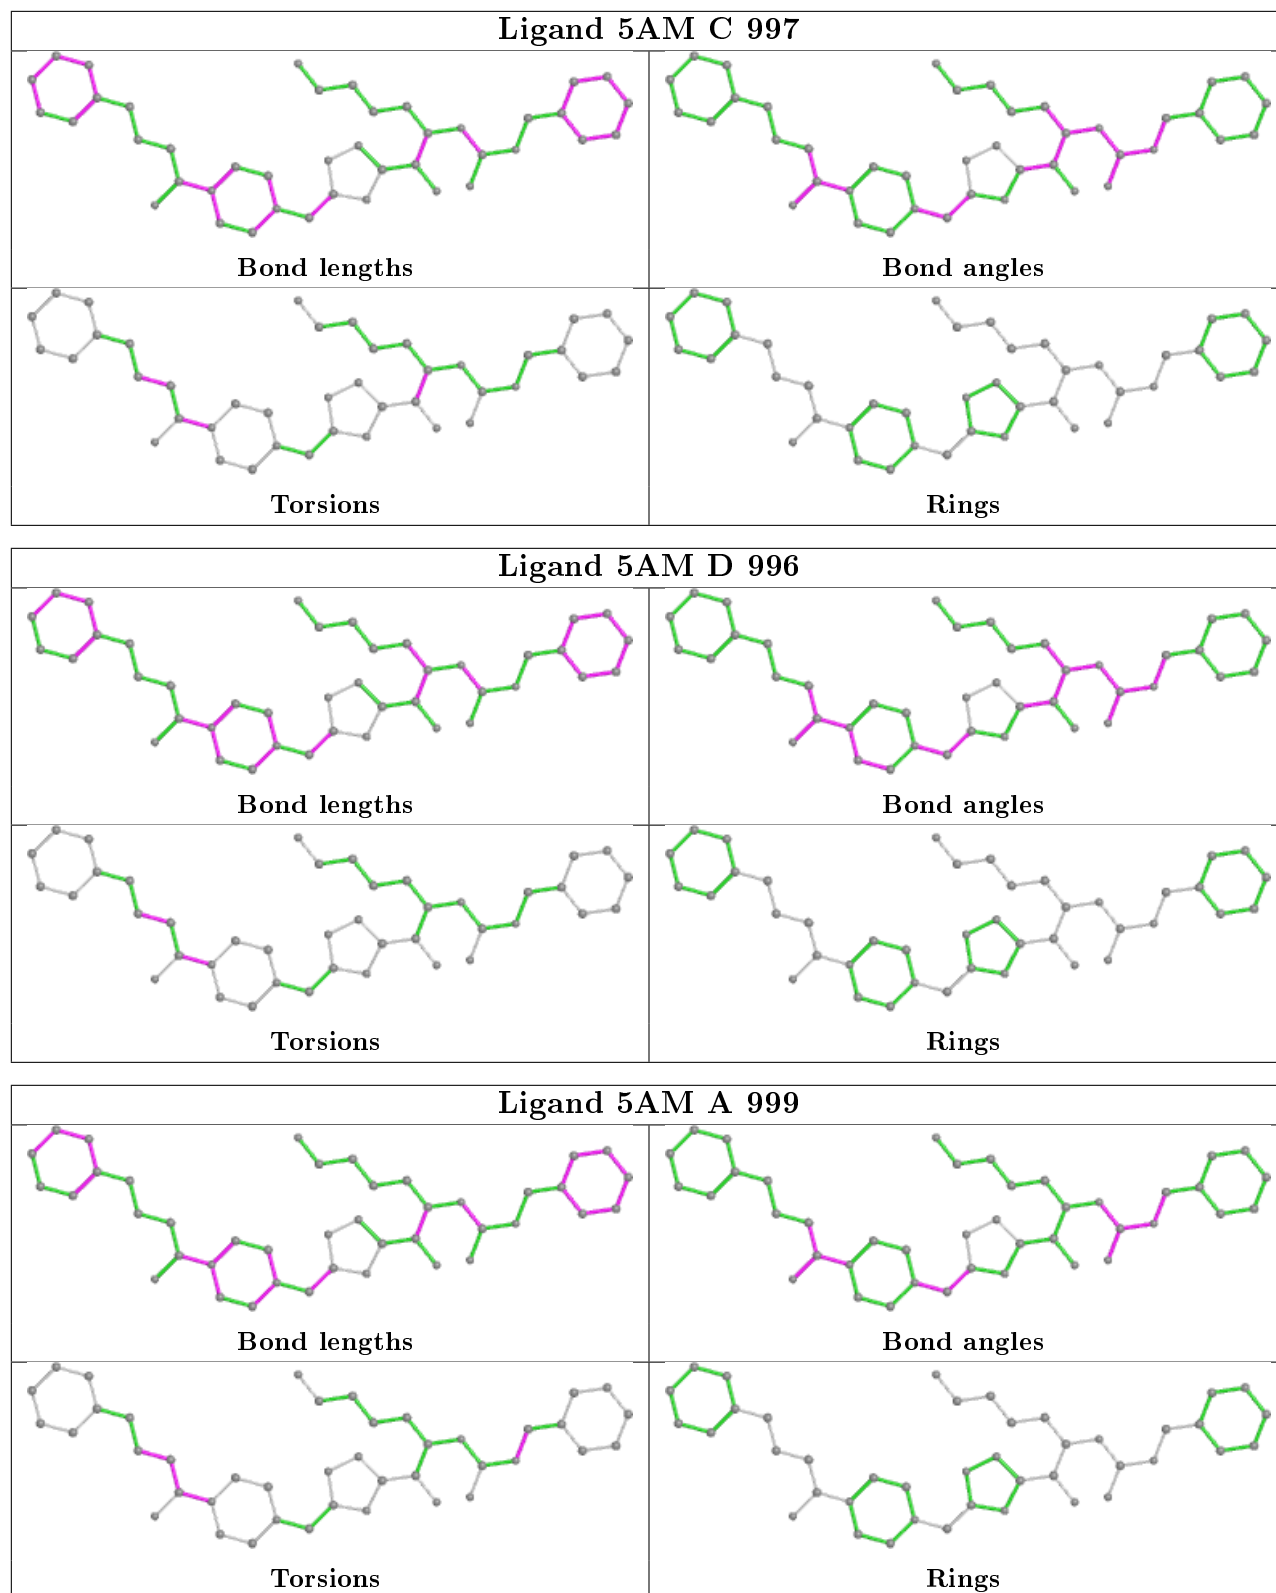 Ligand 5AM C 997
Bond lengths
Bond angles
Torsions
Rings
Ligand 5AM D 996
Bond lengths
Bond angles
Torsions
Rings
Ligand 5AM A 999
Bond lengths
Bond angles
Torsions
Rings